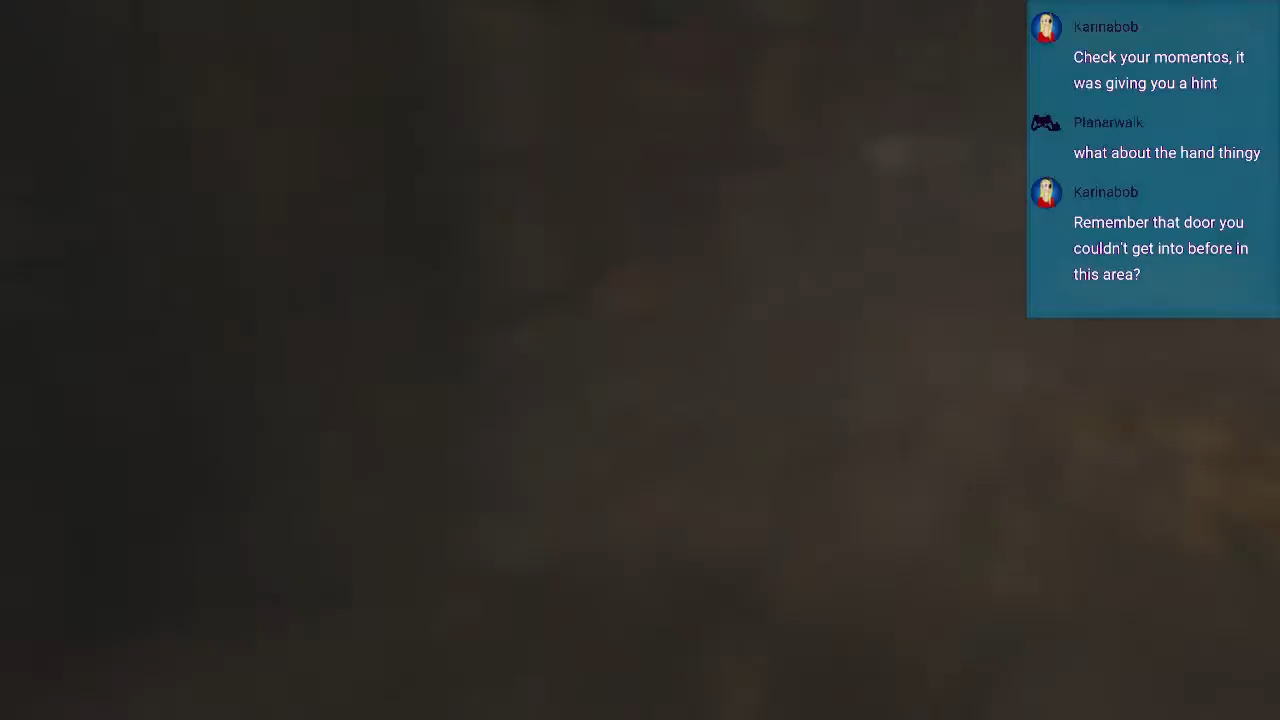 Karinabob
Check your momentos, it
was giving you a hint
Planarwalk
what about the hand thingy
Karinabob
Remember that door you
couldn't get into before in
this area?